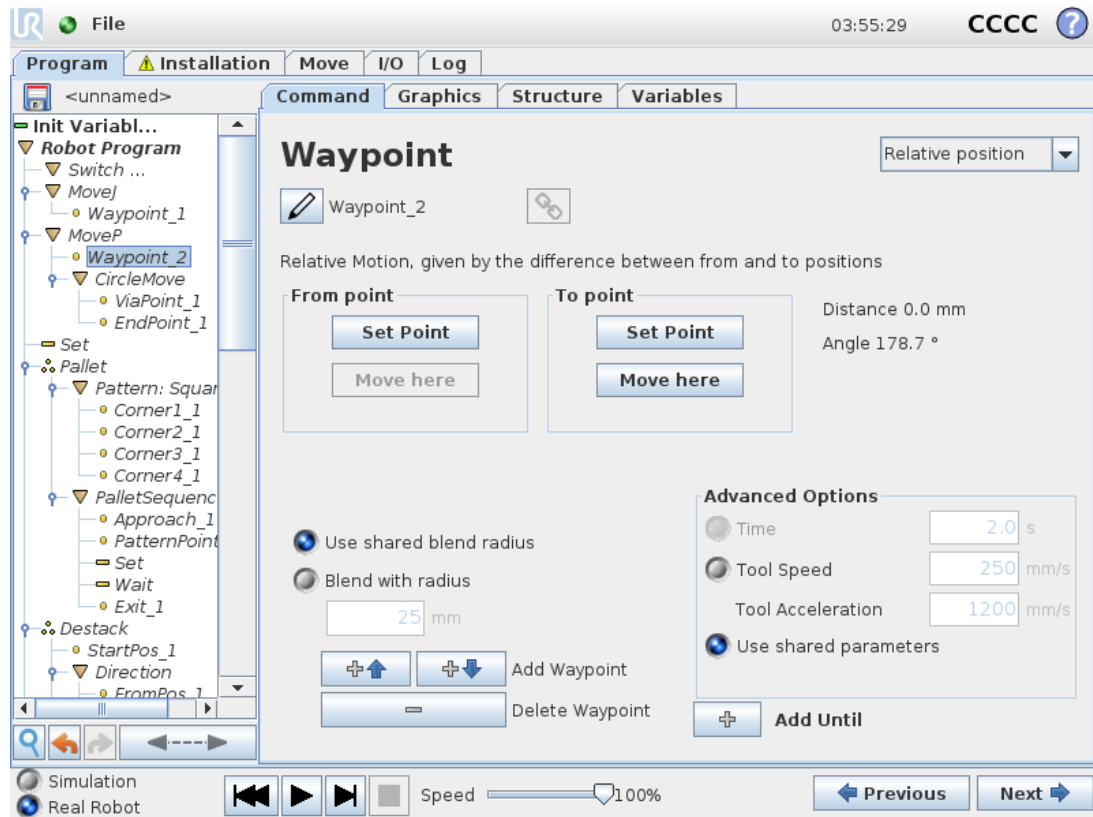 UR File 03:55:29 CCCC ?
Program Installation Move I/O Log
<unnamed>
Command Graphics Structure Variables
Init Variabl...
Robot Program
Switch ...
MoveJ
Waypoint_1
MoveP
Waypoint_2
CircleMove
ViaPoint_1
EndPoint_1
Set
Pallet
Pattern: Squar
Corner1_1
Corner2_1
Corner3_1
Corner4_1
PalletSequenc
Approach_1
PatternPoint
Set
Wait
Exit_1
Destack
StartPos_1
Direction
FromPos_1
Waypoint
Relative position
Waypoint_2
Relative Motion, given by the difference between from and to positions
From point
Set Point
Move here
To point
Set Point
Move here
Distance 0.0 mm
Angle 178.7 °
Use shared blend radius
Blend with radius
25 mm
Add Waypoint
Delete Waypoint
Advanced Options
Time 2.0 s
Tool Speed 250 mm/s
Tool Acceleration 1200 mm/s
Use shared parameters
Add Until
Simulation
Real Robot
Speed 100%
Previous Next